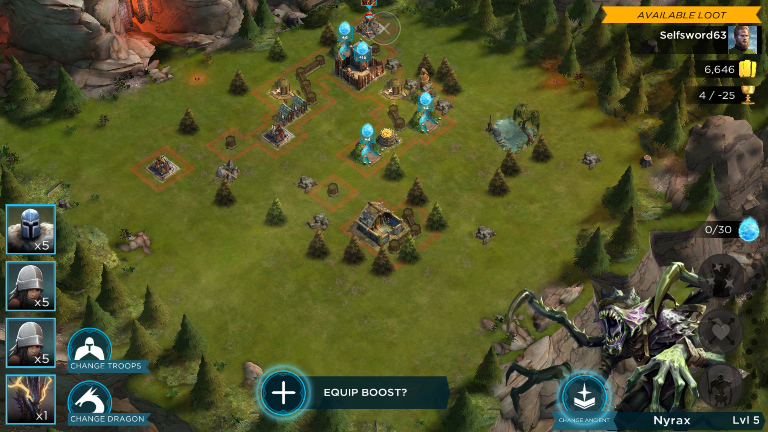 AVAILABLE LOOT
Selfsword63
6,646
4 / -25
0/30
x5
x5
x5
x1
CHANGE TROOPS
CHANGE DRAGON
EQUIP BOOST?
CHANGE ANCIENT
Nyrax Lvl 5